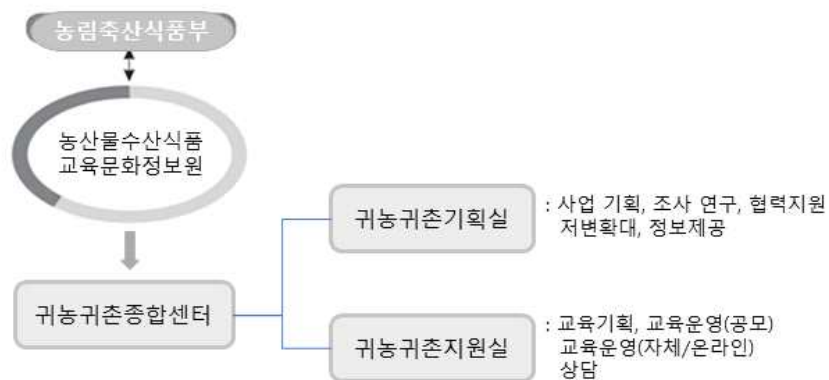 농림축산식품부
농산물수산식품
교육문화정보원
귀농귀촌종합센터
귀농귀촌기획실
: 사업 기획, 조사 연구, 협력지원
저변확대, 정보제공
귀농귀촌지원실
: 교육기획, 교육운영(공모)
교육운영(자체/온라인)
상담